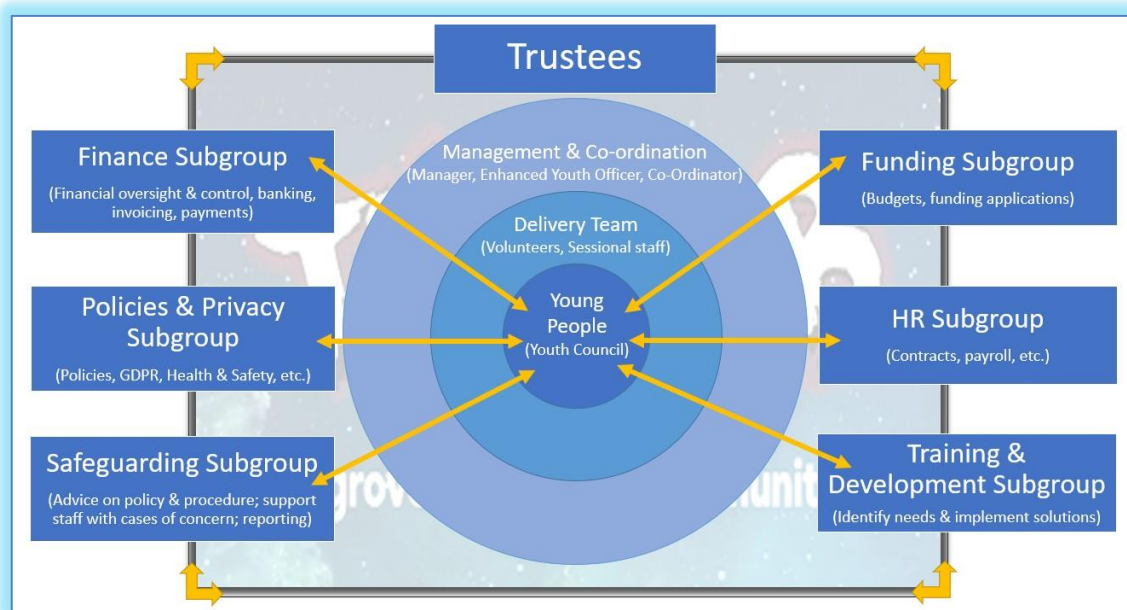 Trustees
Management & Co-ordination
(Manager, Enhanced Youth Officer, Co-Ordinator)
Delivery Team
(Volunteers, Sessional staff)
Young
People
(Youth Council)
Finance Subgroup
(Financial oversight & control, banking,
invoicing, payments)
Policies & Privacy
Subgroup
(Policies, GDPR, Health & Safety, etc.)
Safeguarding Subgroup
(Advice on policy & procedure; support
staff with cases of concern; reporting)
Funding Subgroup
(Budgets, funding applications)
HR Subgroup
(Contracts, payroll, etc.)
Training &
Development Subgroup
(Identify needs & implement solutions)